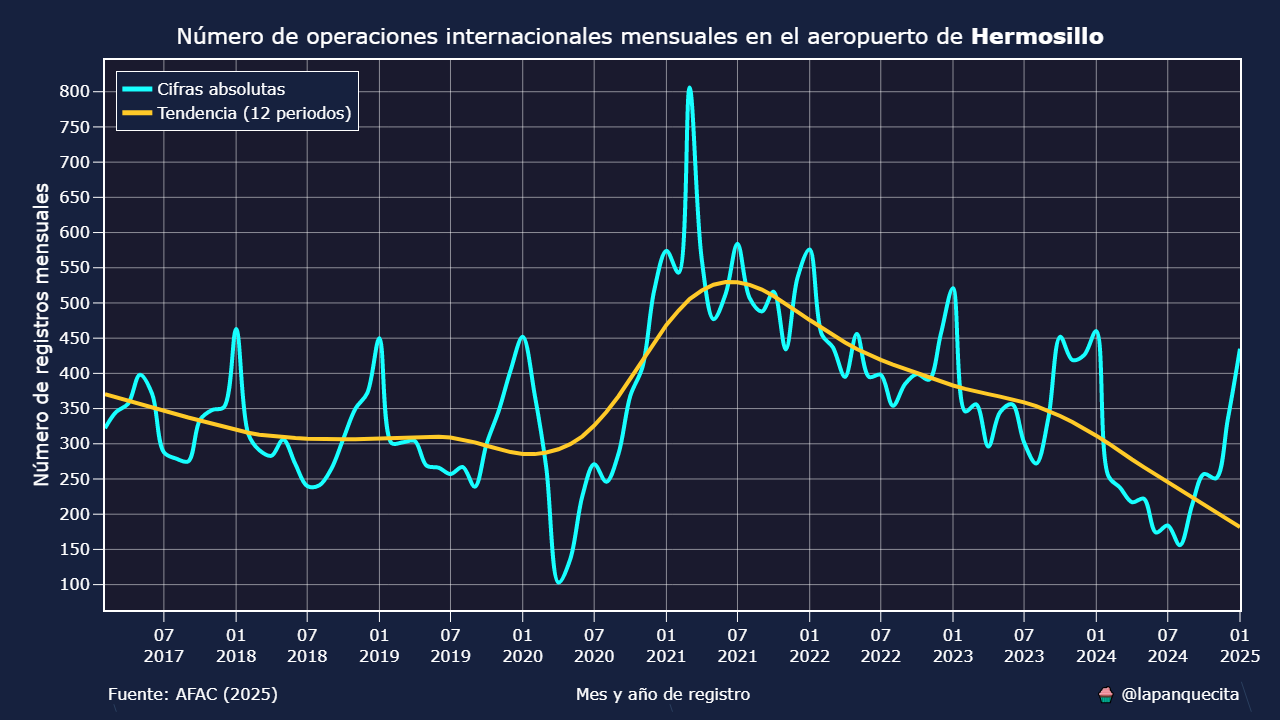 Número de operaciones internacionales mensuales en el aeropuerto de Hermosillo
Cifras absolutas
Tendencia (12 periodos)
Número de registros mensuales
800
750
700
650
600
550
500
450
400
350
300
250
200
150
100
07 01 07 01 07 01 07 01 07 01 07 01 07 01 07 01
2017 2018 2018 2019 2019 2020 2020 2021 2021 2022 2022 2023 2023 2024 2024 2025
Fuente: AFAC (2025)
Mes y año de registro
@lapanquecita